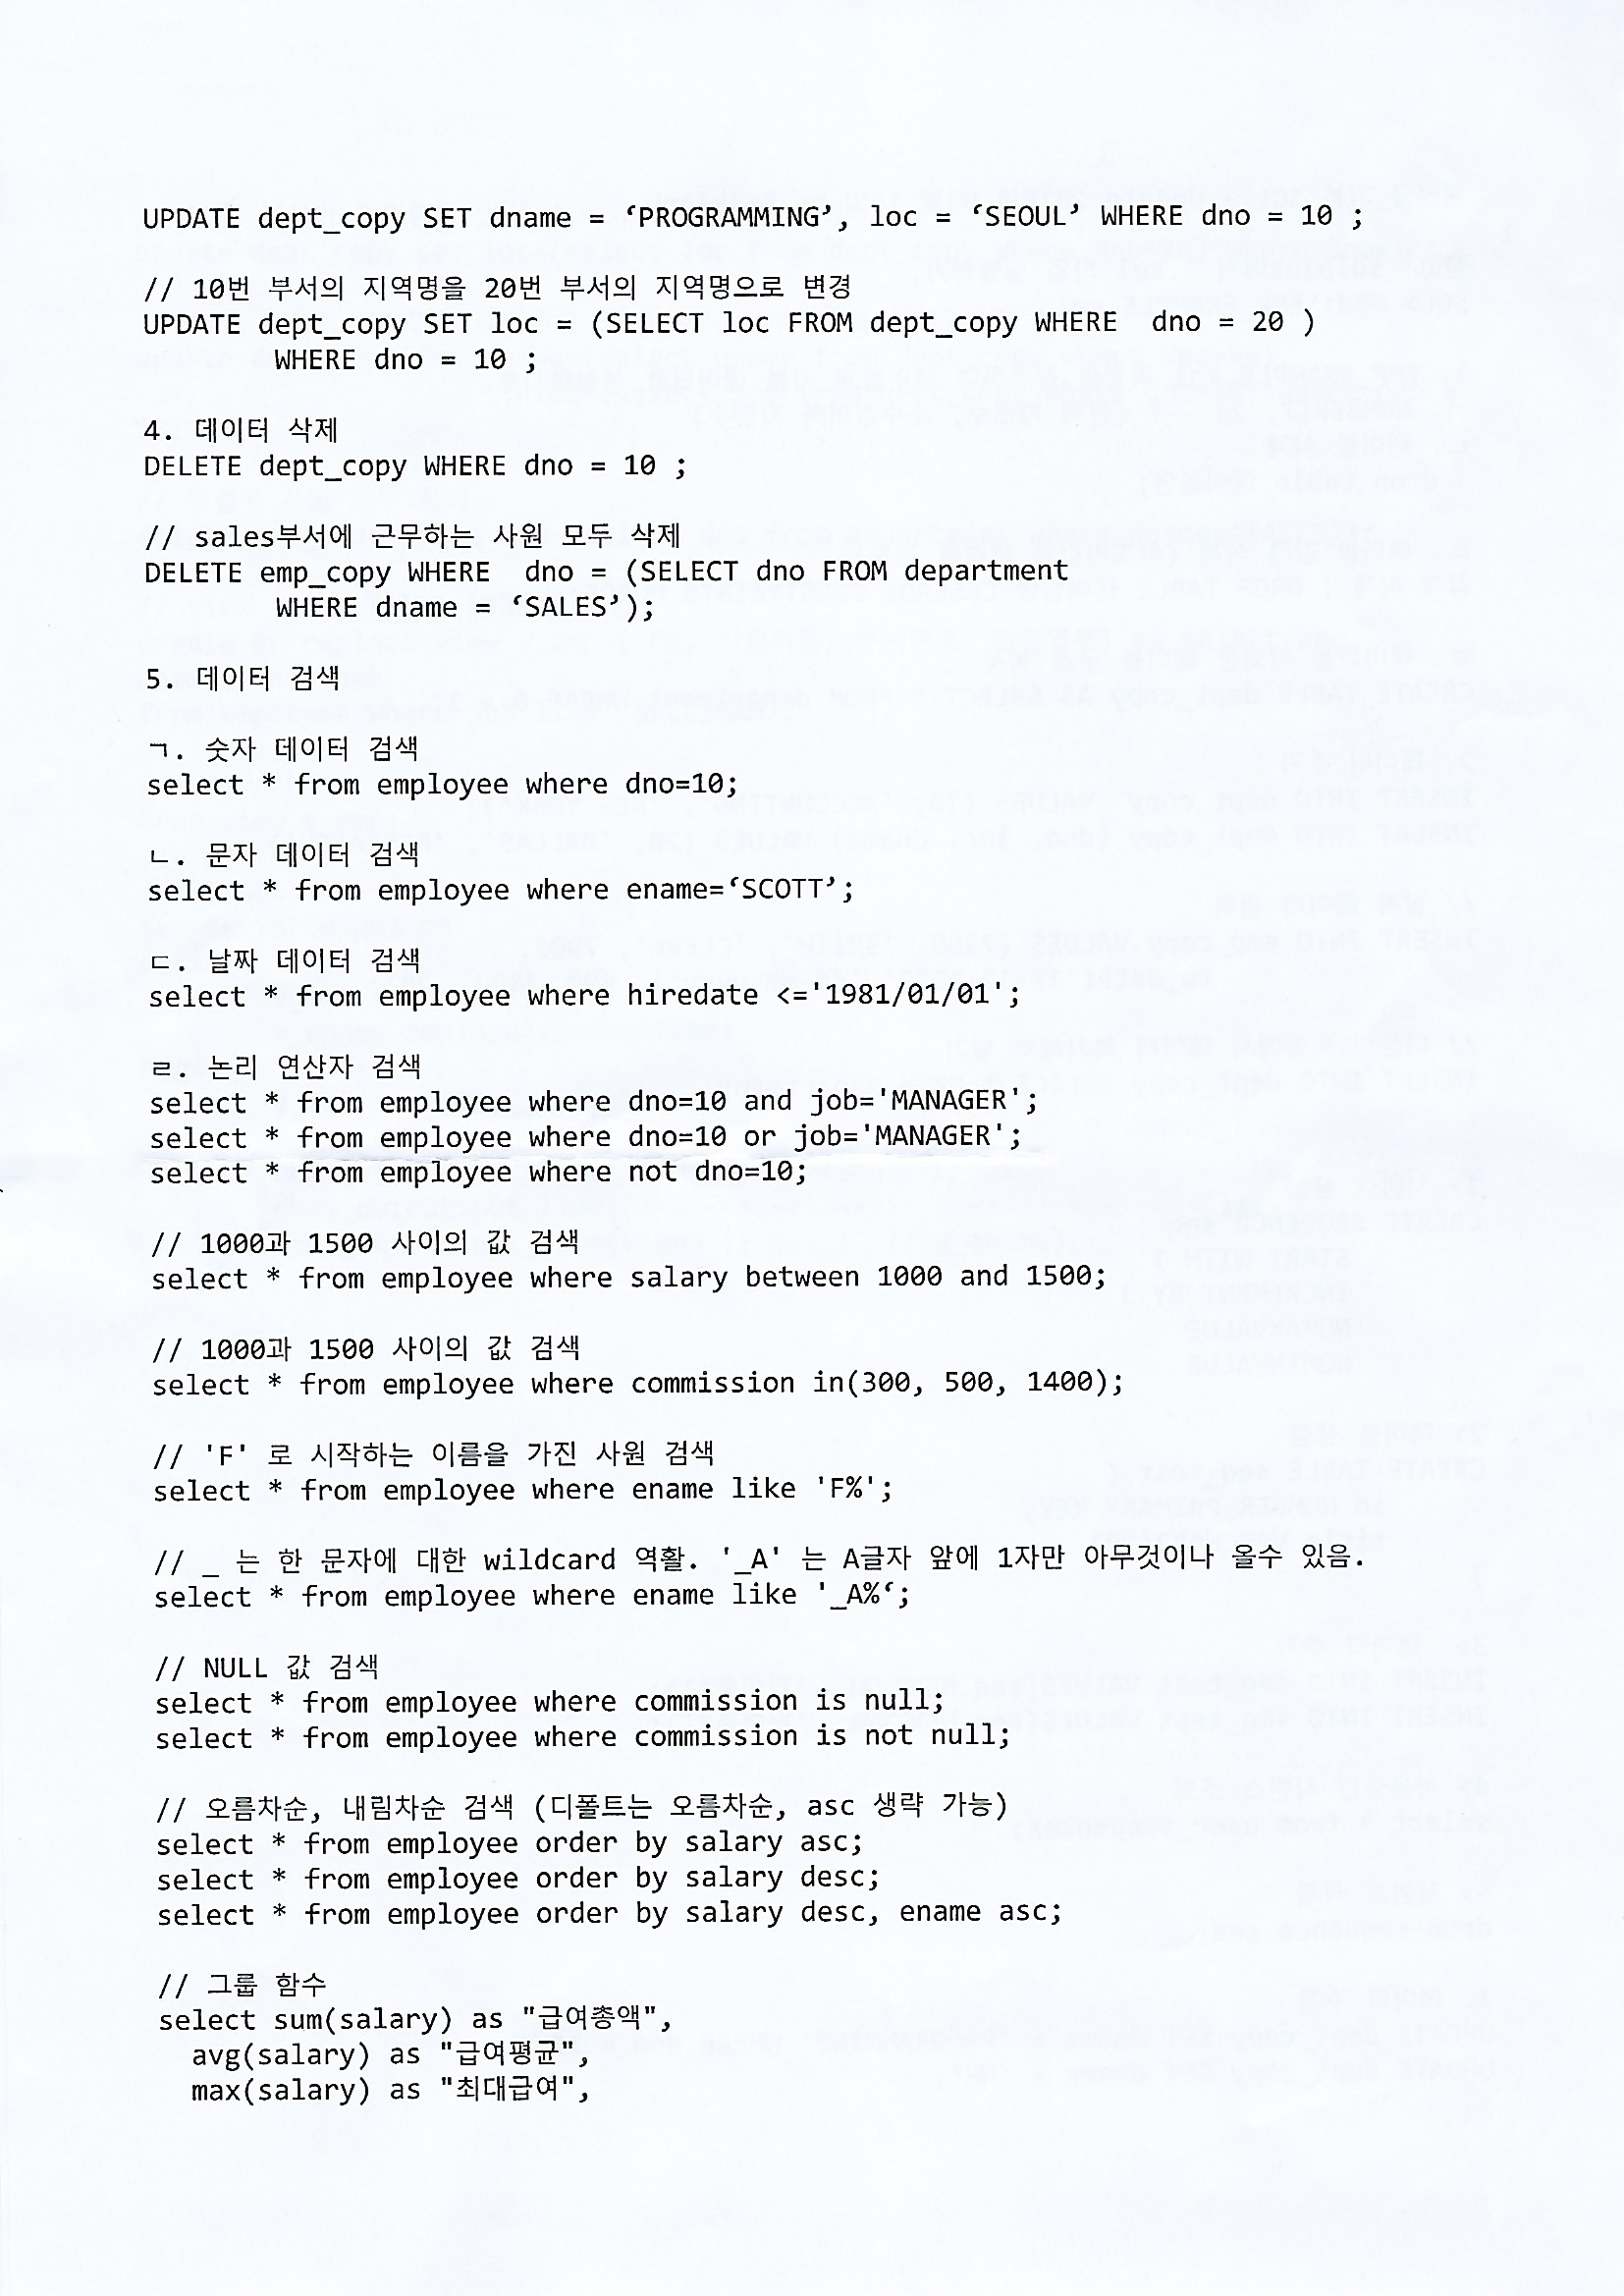 UPDATE dept_copy SET dname = ‘PROGRAMMING’, loc = ‘SEOUL’ WHERE dno = 10 ;
// 10번 부서의 지역명을 20번 부서의 지역명으로 변경
UPDATE dept_copy SET loc = (SELECT loc FROM dept_copy WHERE  dno = 20 )
WHERE dno = 10 ;
4. 데이터 삭제
DELETE dept_copy WHERE dno = 10 ;
// sales부서에 근무하는 사원 모두 삭제
DELETE emp_copy WHERE  dno = (SELECT dno FROM department
WHERE dname = ‘SALES’);
5. 데이터 검색
ㄱ. 숫자 데이터 검색
select * from employee where dno=10;
ㄴ. 문자 데이터 검색
select * from employee where ename=‘SCOTT’;
ㄷ. 날짜 데이터 검색
select * from employee where hiredate <='1981/01/01';
ㄹ. 논리 연산자 검색
select * from employee where dno=10 and job='MANAGER';
select * from employee where dno=10 or job='MANAGER';
select * from employee where not dno=10;
// 1000과 1500 사이의 값 검색
select * from employee where salary between 1000 and 1500;
// 1000과 1500 사이의 값 검색
select * from employee where commission in(300, 500, 1400);
// 'F' 로 시작하는 이름을 가진 사원 검색
select * from employee where ename like 'F%';
// _ 는 한 문자에 대한 wildcard 역활. '_A' 는 A글자 앞에 1자만 아무것이나 올수 있음.
select * from employee where ename like '_A%‘;
// NULL 값 검색
select * from employee where commission is null;
select * from employee where commission is not null;
// 오름차순, 내림차순 검색 (디폴트는 오름차순, asc 생략 가능)
select * from employee order by salary asc;
select * from employee order by salary desc;
select * from employee order by salary desc, ename asc;
// 그룹 함수
select sum(salary) as "급여총액",
avg(salary) as "급여평균",
max(salary) as "최대급여",